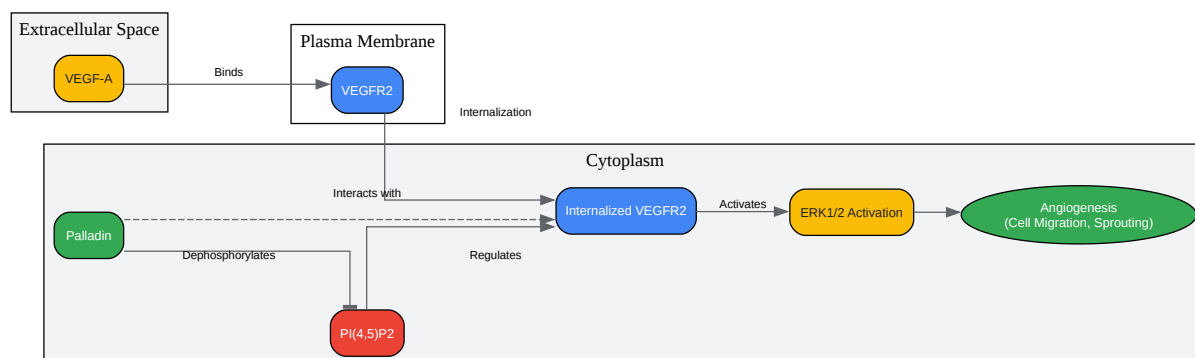 Extracellular Space
VEGF-A
Binds
Plasma Membrane
VEGFR2
Internalization
Cytoplasm
Interacts with
Internalized VEGFR2
Activates
ERK1/2 Activation
Angiogenesis
(Cell Migration, Sprouting)
Palladin
Dephosphorylates
Regulates
PI(4,5)P2